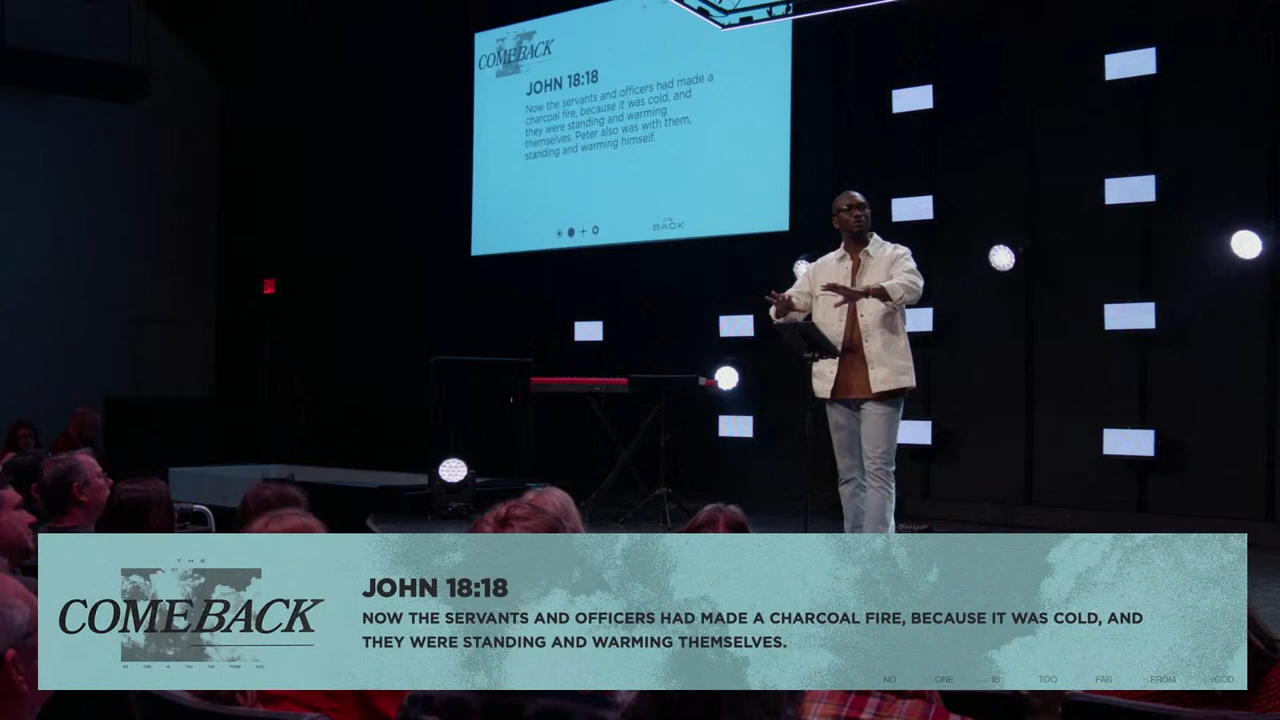 COMEBACK
JOHN 18:18
Now the servants and officers had made a
charcoal fire, because it was cold, and
they were standing and warming
themselves. Peter also was with them,
standing and warming himself.
BACK
THE
COMEBACK
JOHN 18:18
NOW THE SERVANTS AND OFFICERS HAD MADE A CHARCOAL FIRE, BECAUSE IT WAS COLD, AND
THEY WERE STANDING AND WARMING THEMSELVES.
NO ONE IS TOO FAR FROM GOD